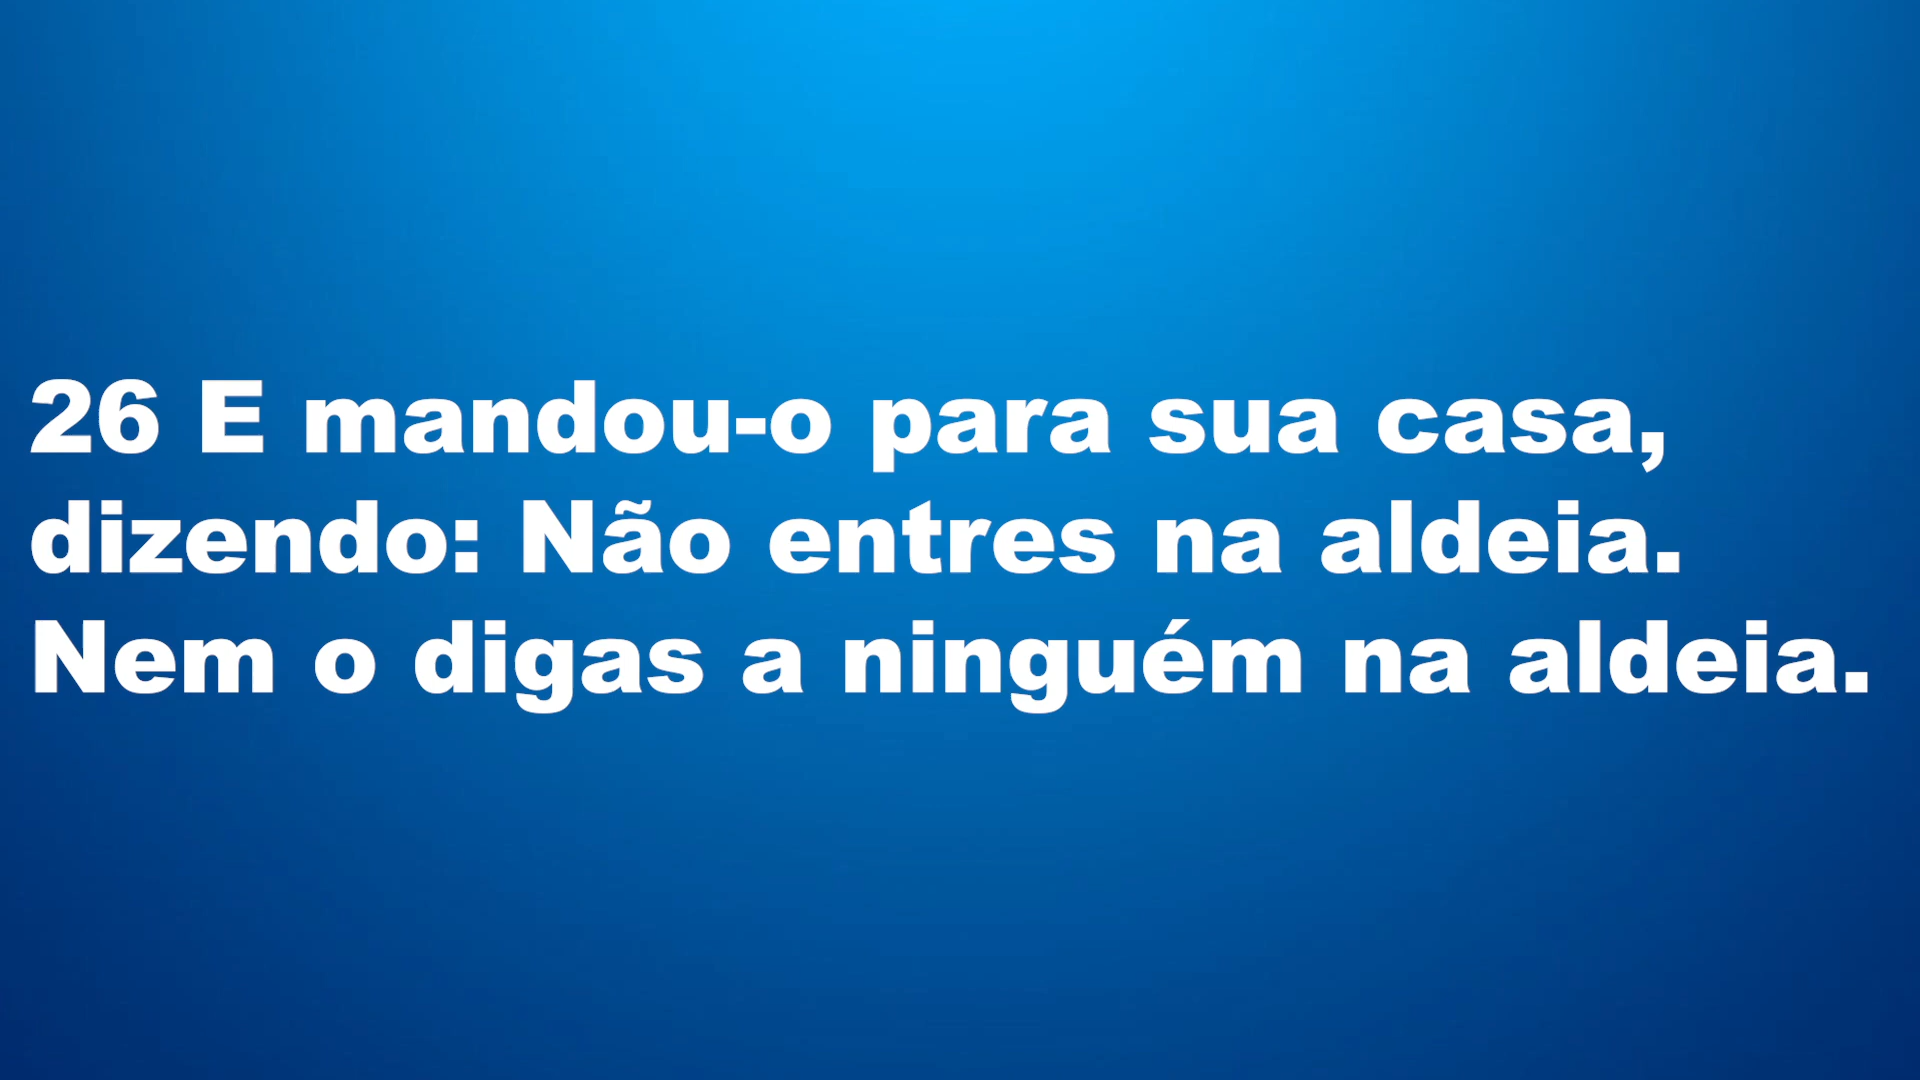 26 E mandou-o para sua casa,
dizendo: Não entres na aldeia.
Nem o digas a ninguém na aldeia.